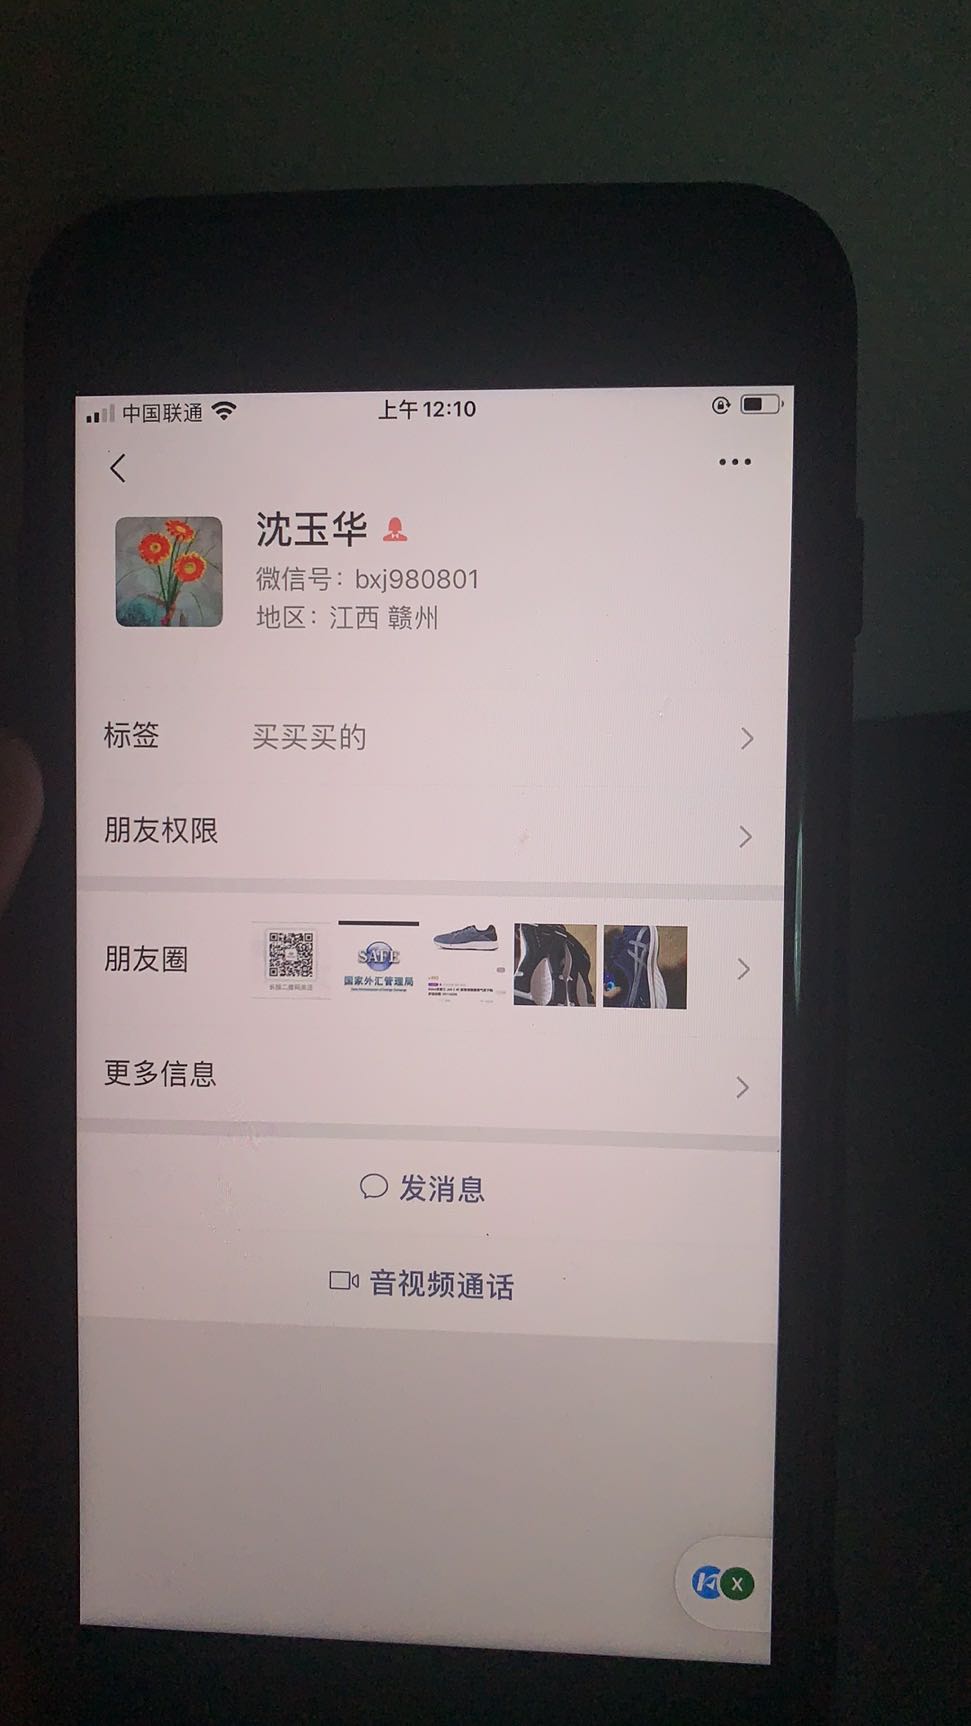 中国联通
上午12:10
沈玉华
微信号：bxj980801
地区：江西 赣州
标签
买买买的
朋友权限
朋友圈
SAFE
国家外汇管理局
更多信息
发消息
音视频通话
X